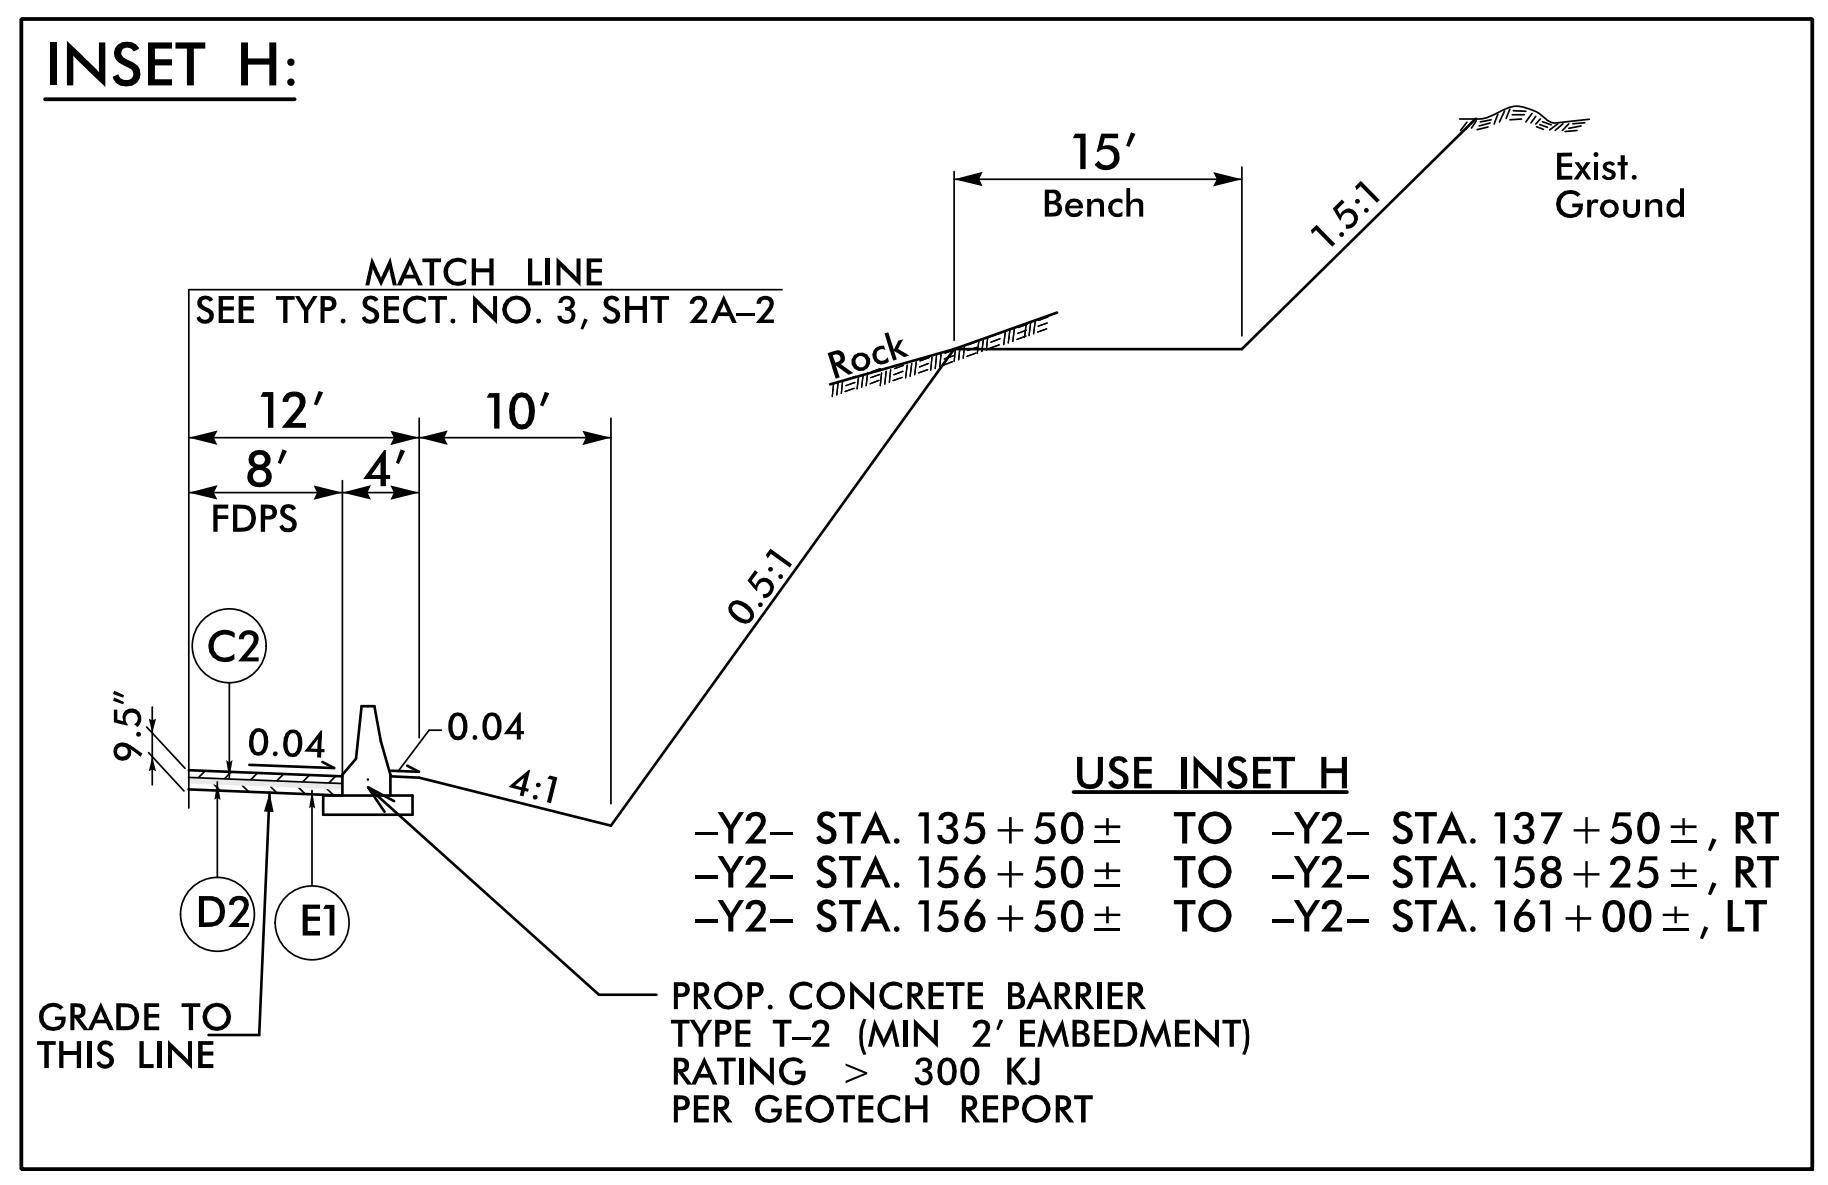 INSET H:
15'
Bench
Exist.
Ground
1.5:1
MATCH LINE
SEE TYP. SECT. NO. 3, SHT 2A–2
Rock
12'
10'
8'
4'
FDPS
0.5:1
C2
9.5"
0.04
0.04
4:1
D2
E1
GRADE TO
THIS LINE
USE INSET H
–Y2– STA. 135+50± TO –Y2– STA. 137+50±, RT
–Y2– STA. 156+50± TO –Y2– STA. 158+25±, RT
–Y2– STA. 156+50± TO –Y2– STA. 161+00±, LT
PROP. CONCRETE BARRIER
TYPE T–2 (MIN 2' EMBEDMENT)
RATING > 300 KJ
PER GEOTECH REPORT